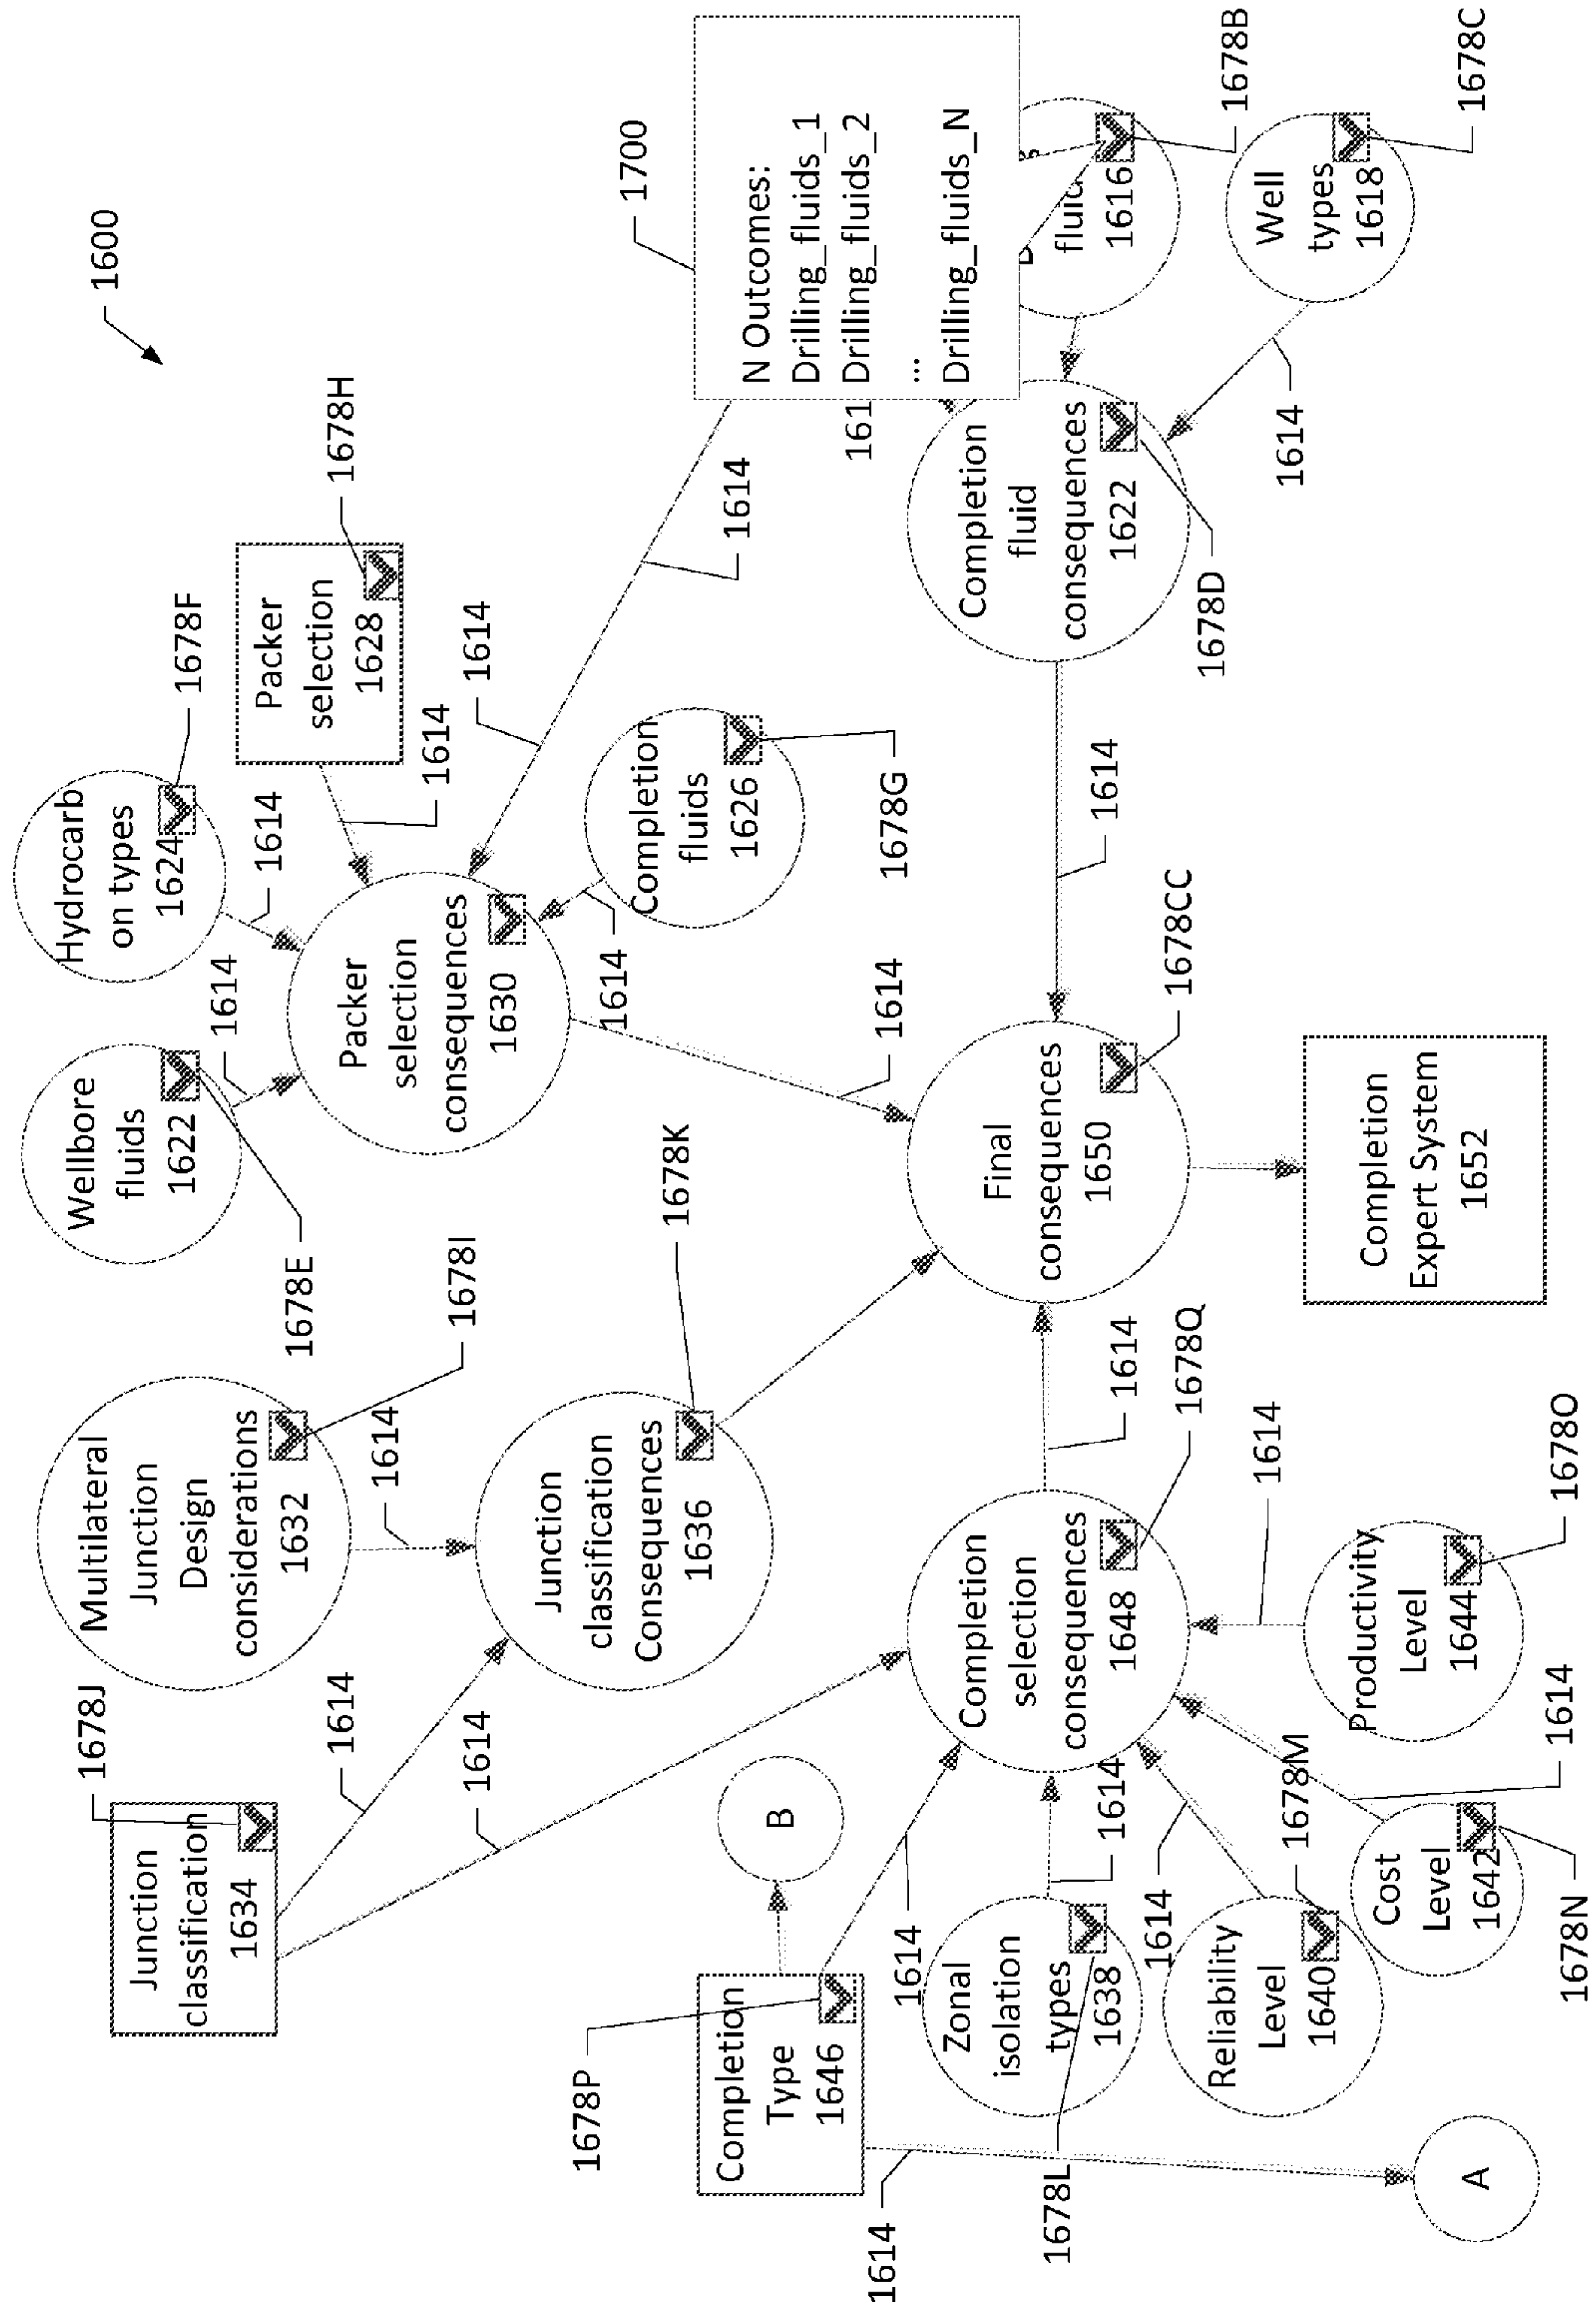 1600
1678J
Junction
classification
1634
1614
1614
Multilateral
Junction
Design
considerations
1632
1678I
1614
Junction
classification
Consequences
1636
1678K
Wellbore
fluids
1622
1678E
1614
Hydrocarb
on types
1624
1678F
1614
Packer
selection
1628
1678H
1614
Packer
selection
consequences
1630
1614
1614
Completion
fluids
1626
1678G
1614
1614
1700
N Outcomes:
Drilling_fluids_1
Drilling_fluids_2
...
Drilling_fluids_N
161
fluid
1616
1678B
Well
types
1618
1678C
1614
Completion
fluid
consequences
1622
1678D
1614
Final
consequences
1650
1678CC
Completion
Expert System
1652
1678P
Completion
Type
1646
B
1614
1614
A
Zonal
isolation
types
1638
1678L
1614
Reliability
Level
1640
1678M
1614
Cost
Level
1642
1678N
1614
Productivity
Level
1644
1678O
1614
Completion
selection
consequences
1648
1678Q
1614